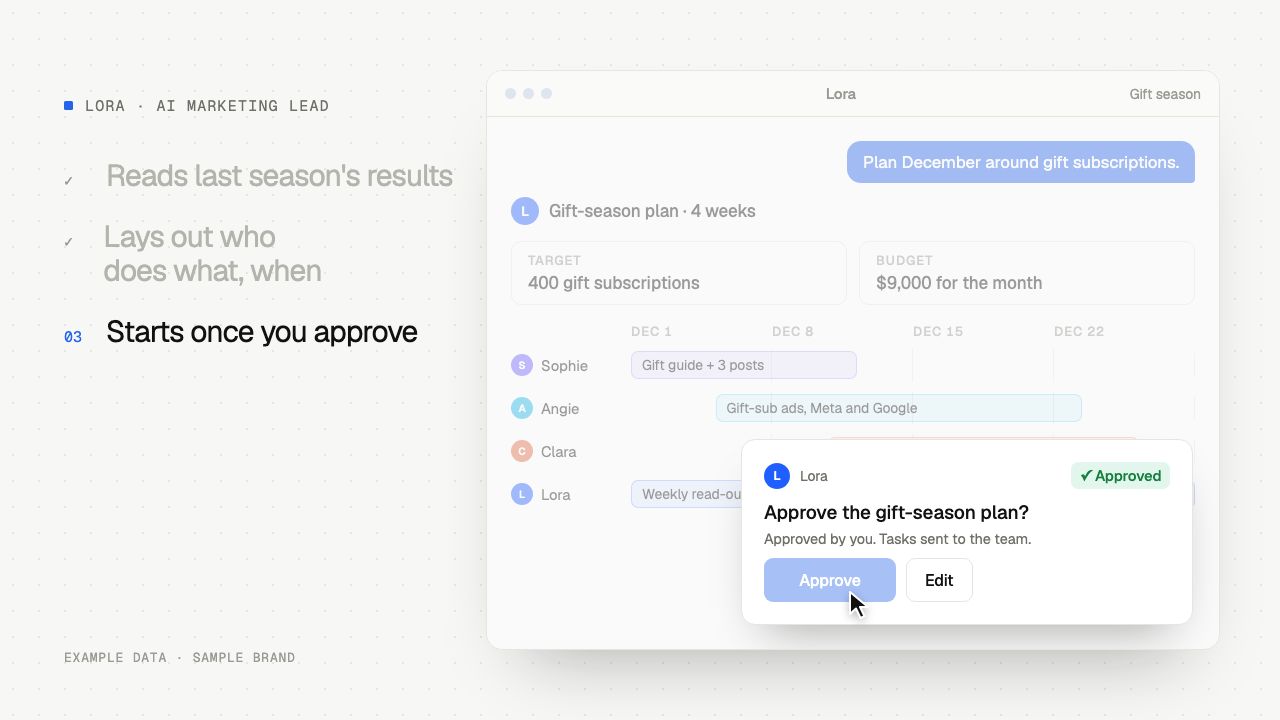 LORA · AI MARKETING LEAD
✓ Reads last season's results
✓ Lays out who
does what, when
03 Starts once you approve
EXAMPLE DATA · SAMPLE BRAND
Lora
Gift season
Plan December around gift subscriptions.
L Gift-season plan · 4 weeks
TARGET
400 gift subscriptions
BUDGET
$9,000 for the month
DEC 1 DEC 8 DEC 15 DEC 22
S Sophie Gift guide + 3 posts
A Angie Gift-sub ads, Meta and Google
C Clara
L Lora Weekly read-ou
L Lora ✓ Approved
Approve the gift-season plan?
Approved by you. Tasks sent to the team.
Approve Edit